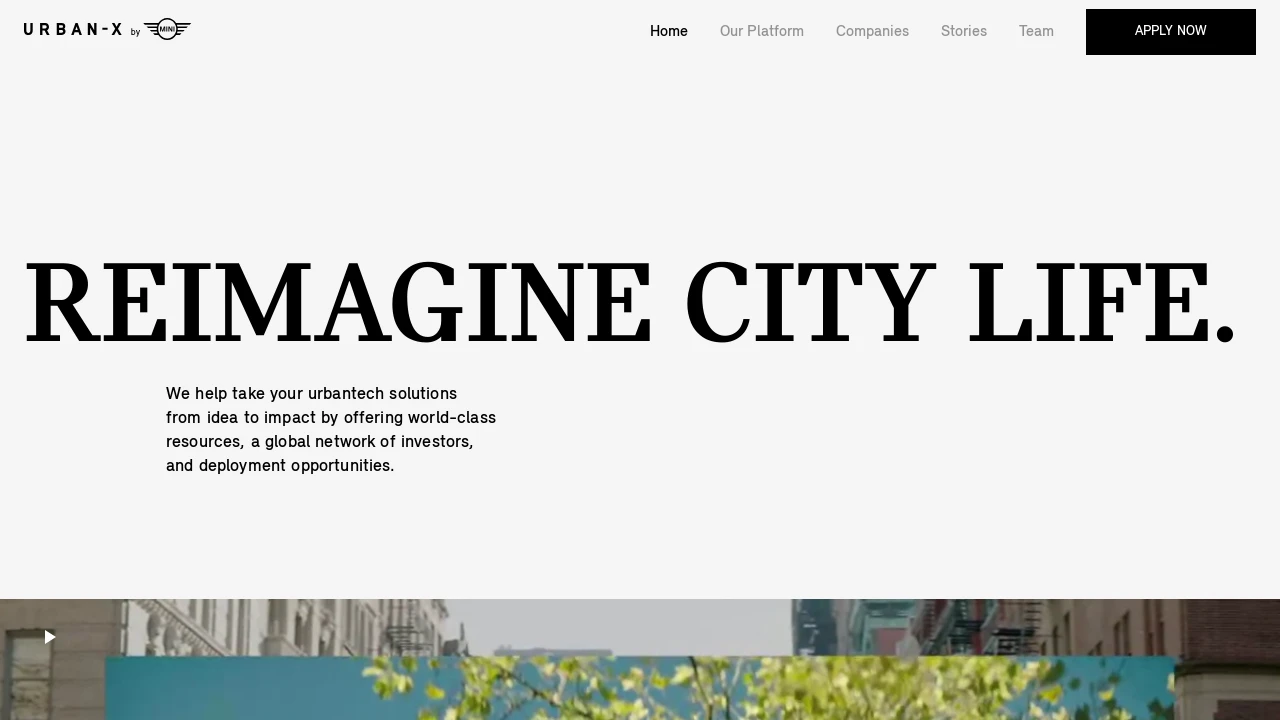 URBAN-X by MINI
Home
Our Platform
Companies
Stories
Team
APPLY NOW
REIMAGINE CITY LIFE.
We help take your urbantech solutions
from idea to impact by offering world-class
resources, a global network of investors,
and deployment opportunities.